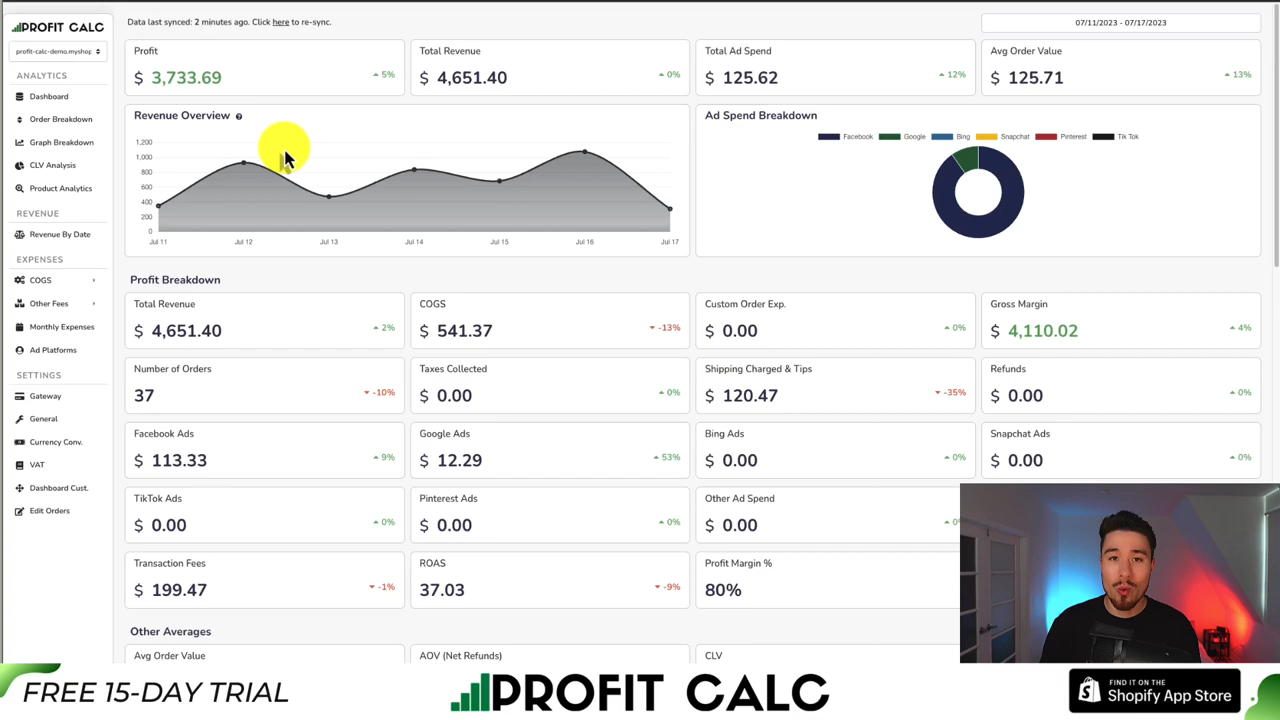 PROFIT CALC
profit-calc-demo.myshop
ANALYTICS
Dashboard
Order Breakdown
Graph Breakdown
CLV Analysis
Product Analytics
REVENUE
Revenue By Date
EXPENSES
COGS
Other Fees
Monthly Expenses
Ad Platforms
SETTINGS
Gateway
General
Currency Conv.
VAT
Dashboard Cust.
Edit Orders
Data last synced: 2 minutes ago. Click here to re-sync.
07/11/2023 - 07/17/2023
Profit
$ 3,733.69 5%
Total Revenue
$ 4,651.40 0%
Total Ad Spend
$ 125.62 12%
Avg Order Value
$ 125.71 13%
Revenue Overview
1,200
1,000
800
600
400
200
0
Jul 11 Jul 12 Jul 13 Jul 14 Jul 15 Jul 16 Jul 17
Ad Spend Breakdown
Facebook Google Bing Snapchat Pinterest Tik Tok
Profit Breakdown
Total Revenue
$ 4,651.40 2%
COGS
$ 541.37 -13%
Custom Order Exp.
$ 0.00 0%
Gross Margin
$ 4,110.02 4%
Number of Orders
37 -10%
Taxes Collected
$ 0.00 0%
Shipping Charged & Tips
$ 120.47 -35%
Refunds
$ 0.00 0%
Facebook Ads
$ 113.33 9%
Google Ads
$ 12.29 53%
Bing Ads
$ 0.00 0%
Snapchat Ads
$ 0.00 0%
TikTok Ads
$ 0.00 0%
Pinterest Ads
$ 0.00 0%
Other Ad Spend
$ 0.00 0%
Transaction Fees
$ 199.47 -1%
ROAS
37.03 -9%
Profit Margin %
80%
Other Averages
Avg Order Value
AOV (Net Refunds)
CLV
FREE 15-DAY TRIAL
PROFIT CALC
FIND IT ON THE
Shopify App Store